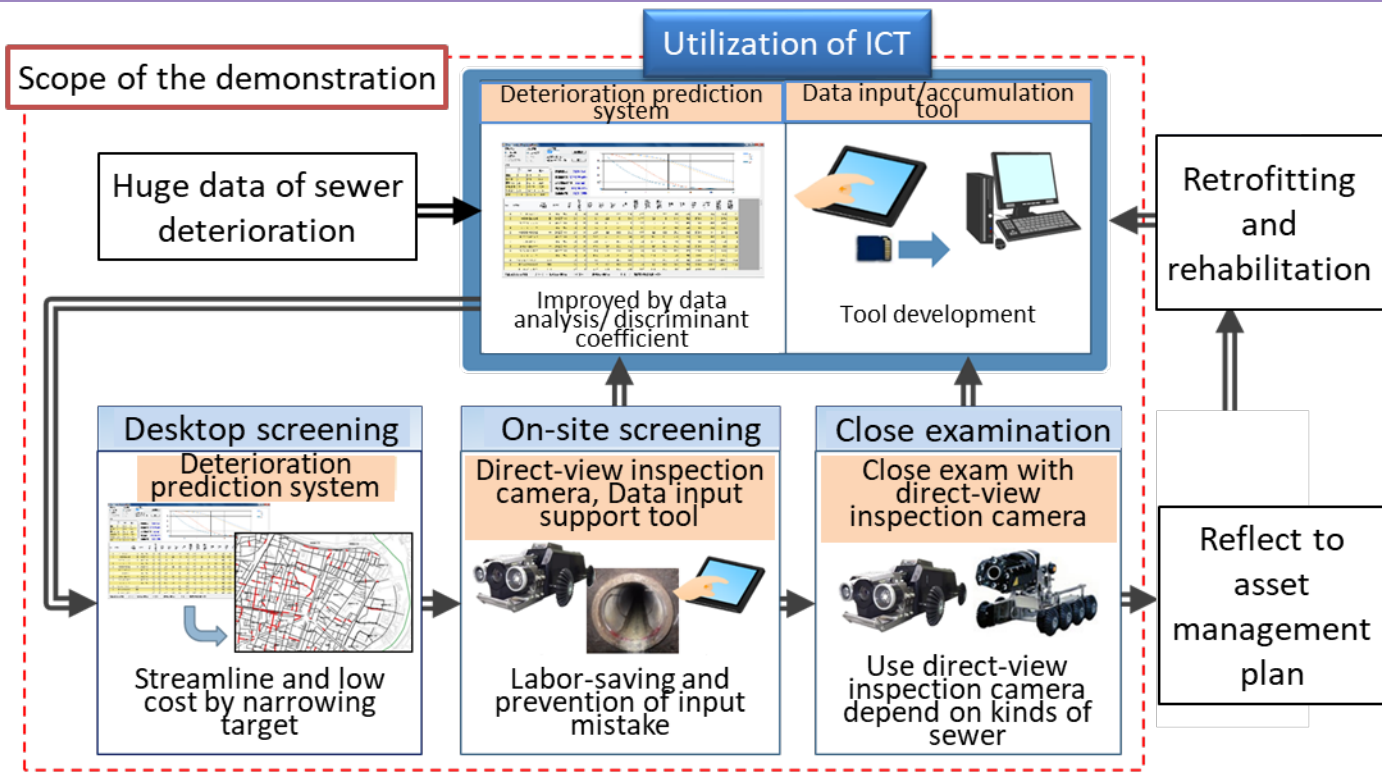 Utilization of ICT
Scope of the demonstration
Deterioration prediction
system
Data input/accumulation
tool
Huge data of sewer
deterioration
Improved by data
analysis/ discriminant
coefficient
Tool development
Retrofitting
and
rehabilitation
Desktop screening
Deterioration
prediction system
Streamline and low
cost by narrowing
target
On-site screening
Direct-view inspection
camera, Data input
support tool
Labor-saving and
prevention of input
mistake
Close examination
Close exam with
direct-view
inspection camera
Use direct-view
inspection camera
depend on kinds of
sewer
Reflect to
asset
management
plan